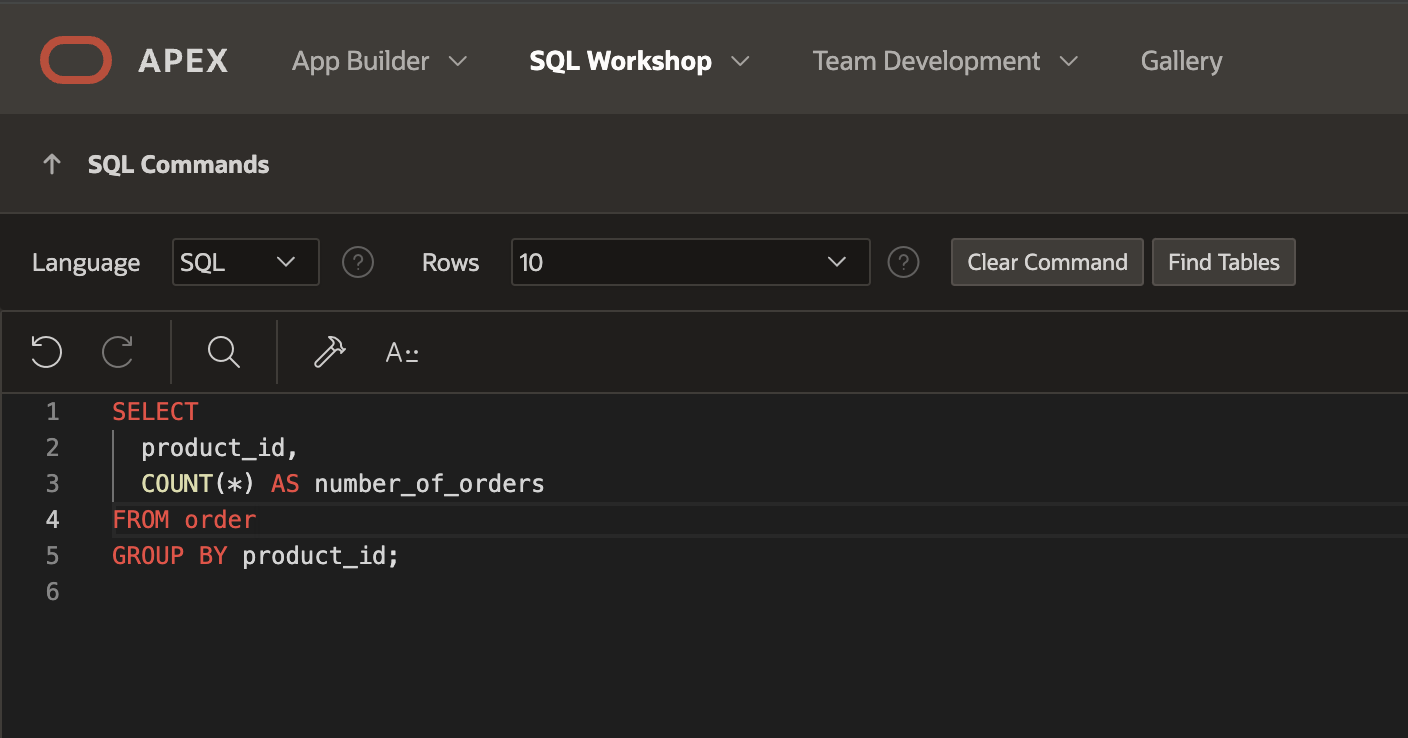 APEX App Builder SQL Workshop Team Development Gallery
SQL Commands
Language SQL ? Rows 10 ? Clear Command Find Tables
A
1 SELECT
2 product_id,
3 COUNT(*) AS number_of_orders
4 FROM order
5 GROUP BY product_id;
6